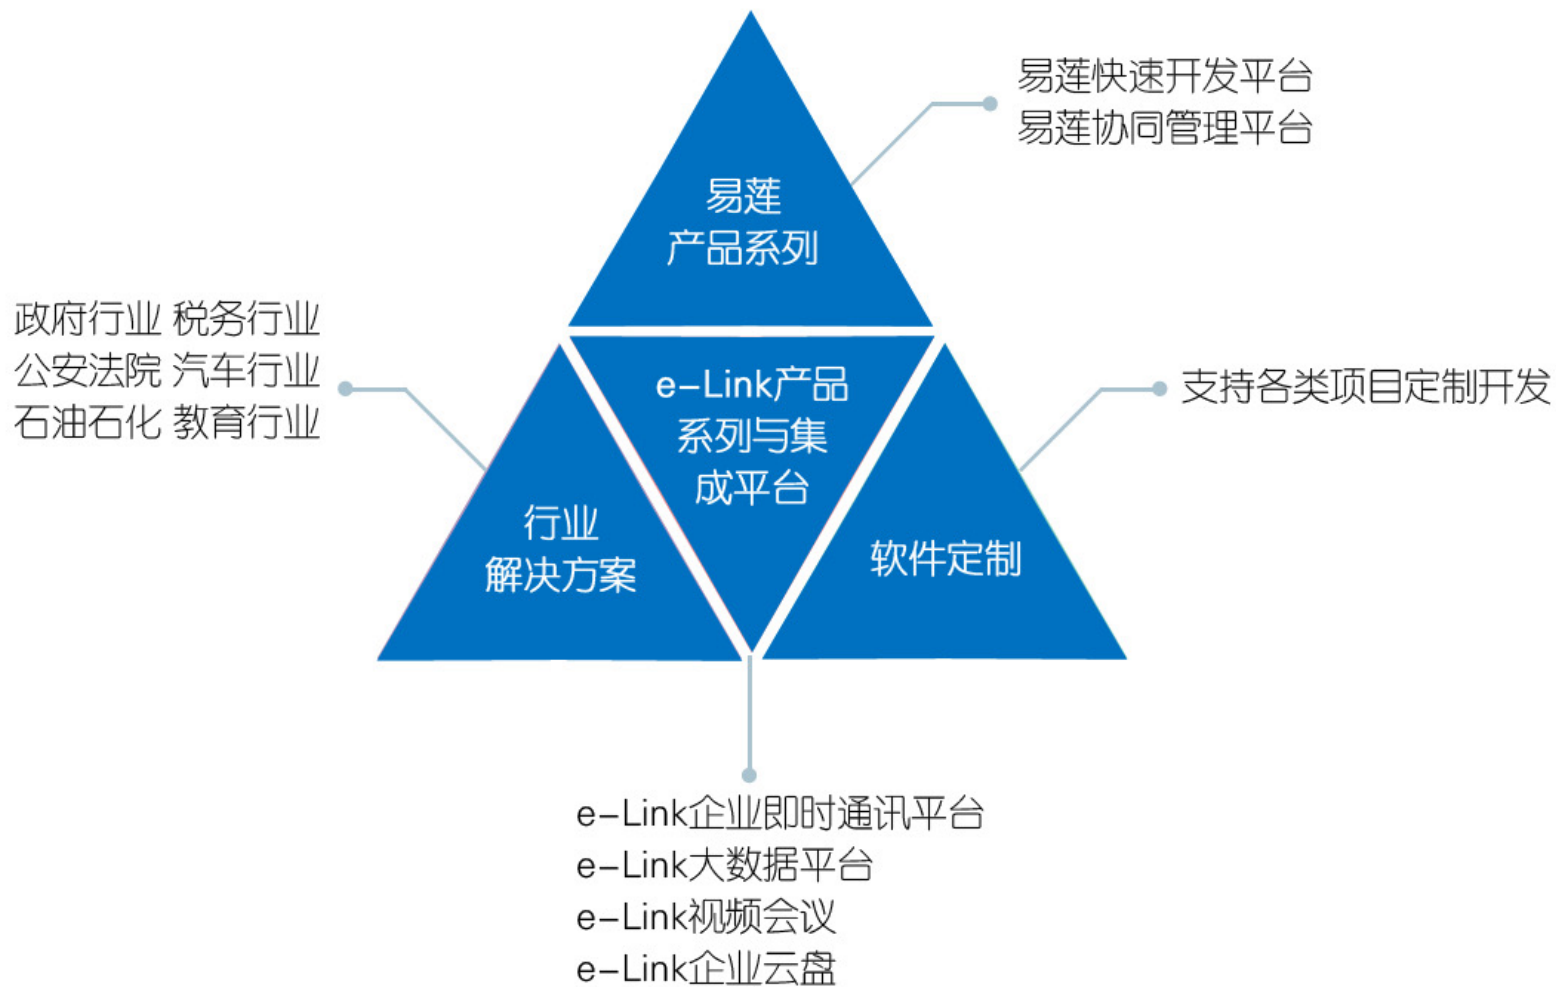 易莲快速开发平台
易莲协同管理平台
易莲
产品系列
政府行业 税务行业
公安法院 汽车行业
石油石化 教育行业
e-Link产品
系列与集
成平台
支持各类项目定制开发
行业
解决方案
软件定制
e-Link企业即时通讯平台
e-Link大数据平台
e-Link视频会议
e-Link企业云盘